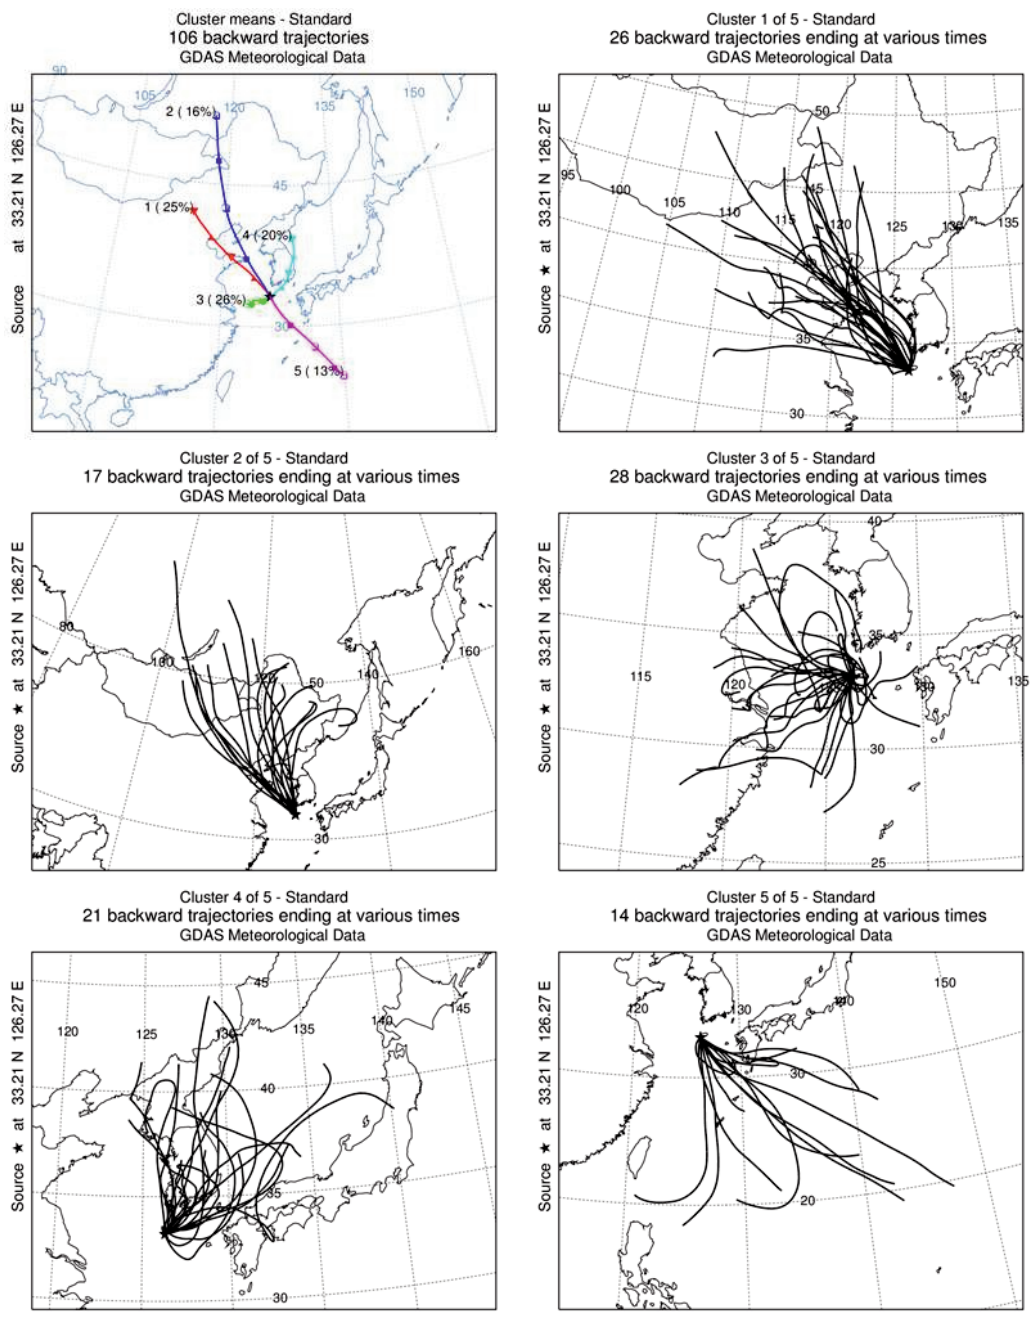 Cluster means - Standard
106 backward trajectories
GDAS Meteorological Data
Source ★ at 33.21 N 126.27 E
90
105
120
135
150
2 ( 16%)
45
1 ( 25%)
4 ( 20%)
3 ( 26%)
30
5 ( 13%)
Cluster 1 of 5 - Standard
26 backward trajectories ending at various times
GDAS Meteorological Data
Source ★ at 33.21 N 126.27 E
50
95
100
45
105
110
115
120
125
130
135
35
30
Cluster 2 of 5 - Standard
17 backward trajectories ending at various times
GDAS Meteorological Data
Source ★ at 33.21 N 126.27 E
80
100
160
120
50
140
30
Cluster 3 of 5 - Standard
28 backward trajectories ending at various times
GDAS Meteorological Data
Source ★ at 33.21 N 126.27 E
40
35
115
120
130
135
30
25
Cluster 4 of 5 - Standard
21 backward trajectories ending at various times
GDAS Meteorological Data
Source ★ at 33.21 N 126.27 E
45
120
125
130
135
140
145
40
35
30
Cluster 5 of 5 - Standard
14 backward trajectories ending at various times
GDAS Meteorological Data
Source ★ at 33.21 N 126.27 E
120
130
140
150
30
20